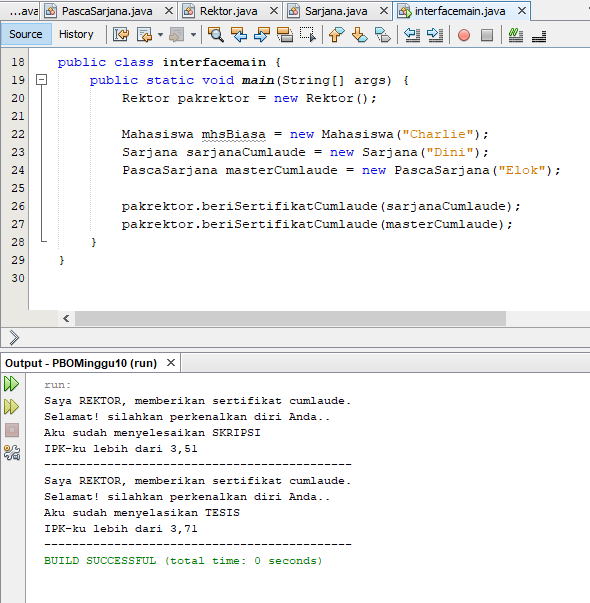 ...ava PascaSarjana.java Rektor.java Sarjana.java interfacemain.java
Source History
18 public class interfacemain {
19 public static void main(String[] args) {
20 Rektor pakrektor = new Rektor();
21
22 Mahasiswa mhsBiasa = new Mahasiswa("Charlie");
23 Sarjana sarjanaCumlaude = new Sarjana("Dini");
24 PascaSarjana masterCumlaude = new PascaSarjana("Elok");
25
26 pakrektor.beriSertifikatCumlaude(sarjanaCumlaude);
27 pakrektor.beriSertifikatCumlaude(masterCumlaude);
28 }
29 }
30
Output - PBOMinggu10 (run)
run:
Saya REKTOR, memberikan sertifikat cumlaude.
Selamat! silahkan perkenalkan diri Anda..
Aku sudah menyelesaikan SKRIPSI
IPK-ku lebih dari 3,51
--------------------------------------------
Saya REKTOR, memberikan sertifikat cumlaude.
Selamat! silahkan perkenalkan diri Anda..
Aku sudah menyelasikan TESIS
IPK-ku lebih dari 3,71
--------------------------------------------
BUILD SUCCESSFUL (total time: 0 seconds)